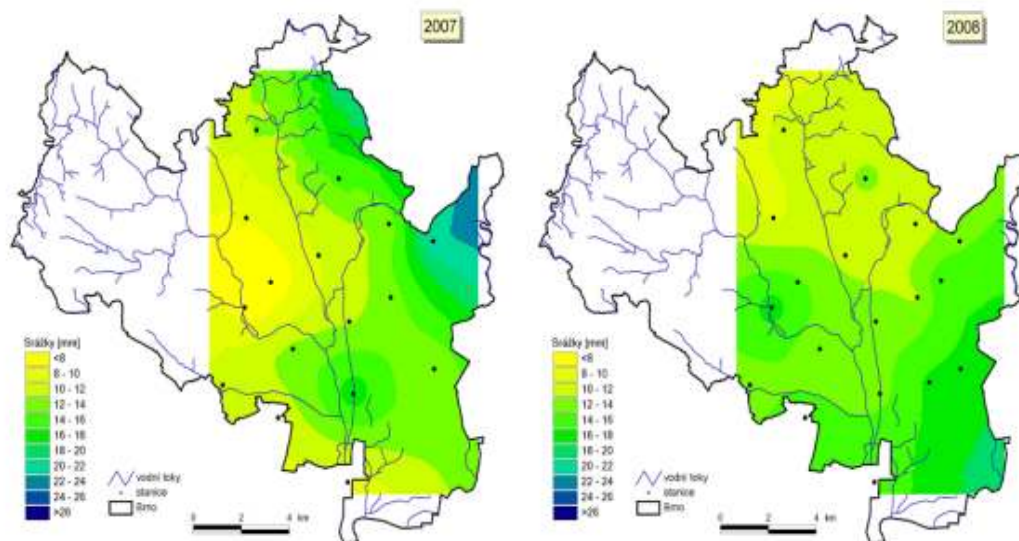 2007
Srážky [mm]
<8
8 - 10
10 - 12
12 - 14
14 - 16
16 - 18
18 - 20
20 - 22
22 - 24
24 - 26
>26
vodní toky
stanice
Brno
0 2 4 km
2008
Srážky [mm]
<8
8 - 10
10 - 12
12 - 14
14 - 16
16 - 18
18 - 20
20 - 22
22 - 24
24 - 26
>26
vodní toky
stanice
Brno
0 2 4 km